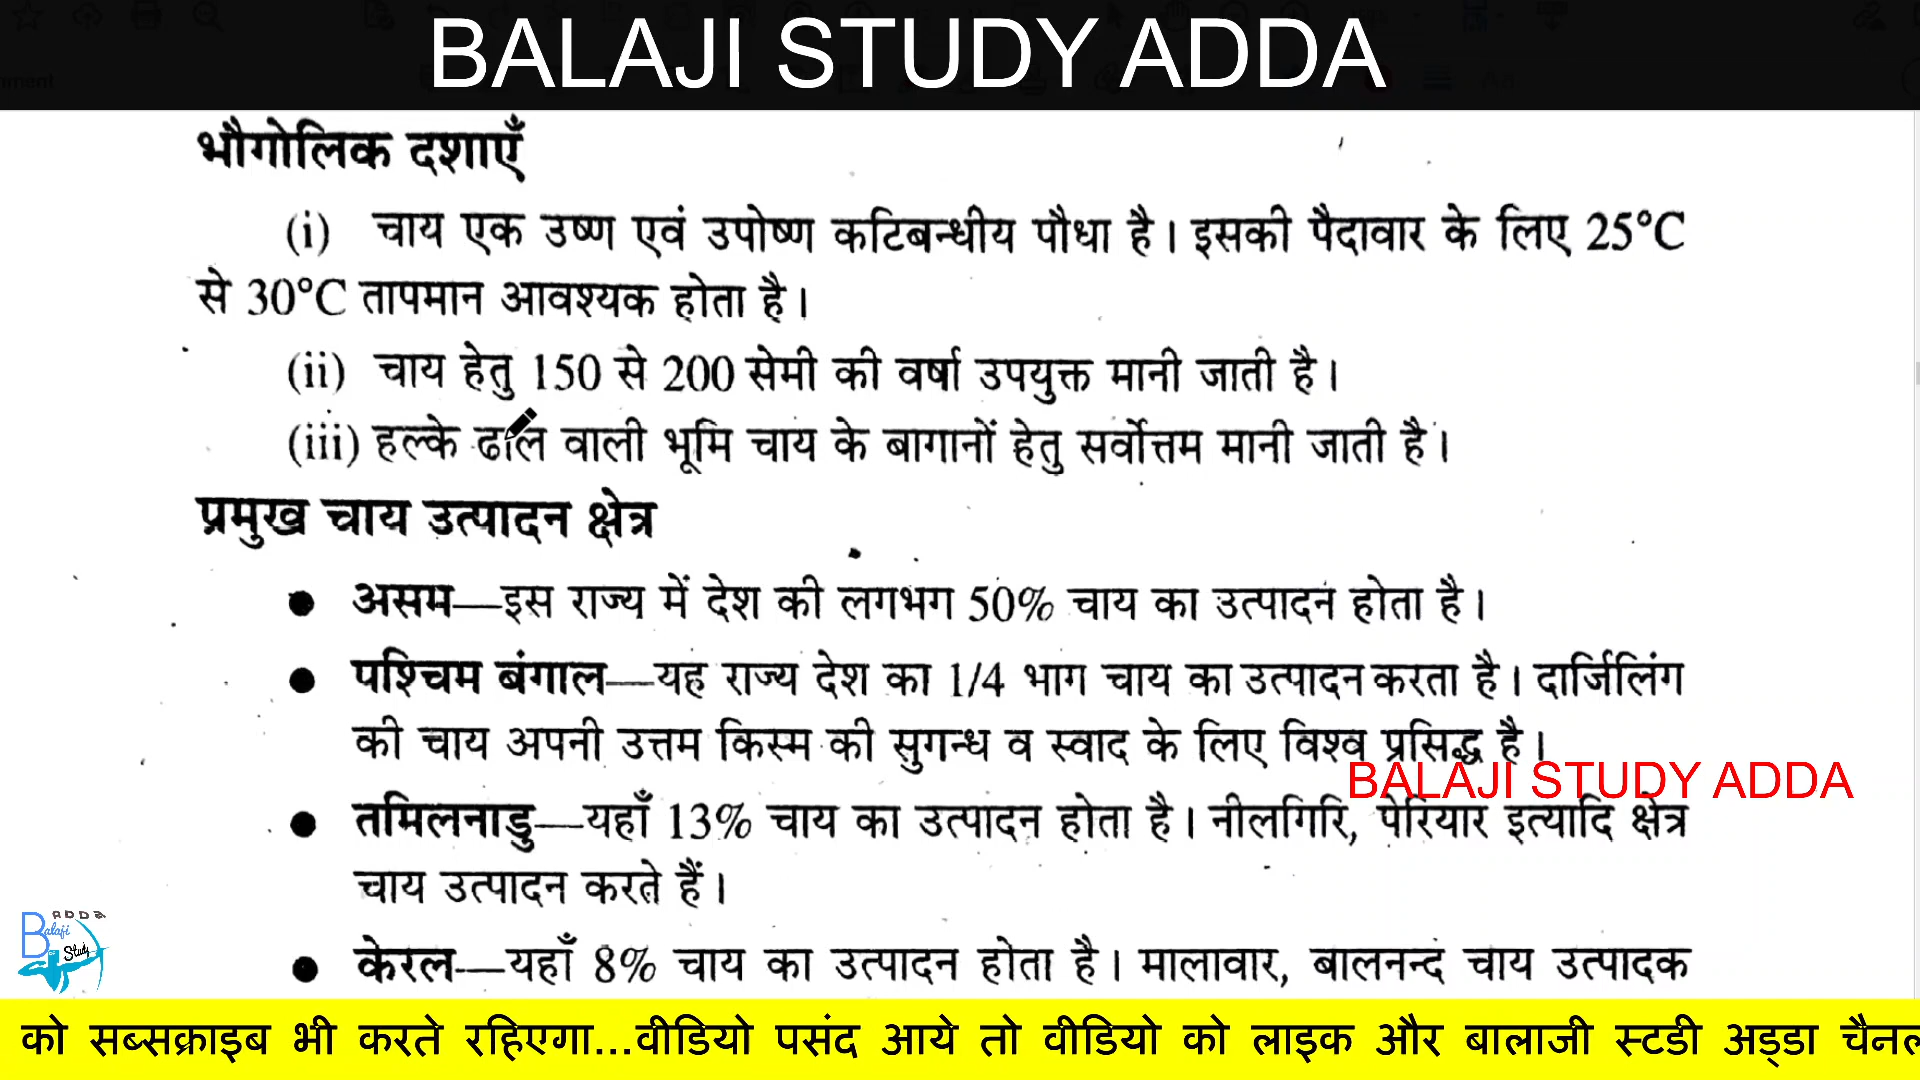 BALAJI STUDY ADDA
भौगोलिक दशाएँ
(i) चाय एक उष्ण एवं उपोष्ण कटिबन्धीय पौधा है। इसकी पैदावार के लिए 25°C
से 30°C तापमान आवश्यक होता है।
(ii) चाय हेतु 150 से 200 सेमी की वर्षा उपयुक्त मानी जाती है।
(iii) हल्के ढाल वाली भूमि चाय के बागानों हेतु सर्वोत्तम मानी जाती है।
प्रमुख चाय उत्पादन क्षेत्र
● असम—इस राज्य में देश की लगभग 50% चाय का उत्पादन होता है।
● पश्चिम बंगाल—यह राज्य देश का 1/4 भाग चाय का उत्पादन करता है। दार्जिलिंग
की चाय अपनी उत्तम किस्म की सुगन्ध व स्वाद के लिए विश्व प्रसिद्ध है।
BALAJI STUDY ADDA
● तमिलनाडु—यहाँ 13% चाय का उत्पादन होता है। नीलगिरि, पेरियार इत्यादि क्षेत्र
चाय उत्पादन करते हैं।
● केरल—यहाँ 8% चाय का उत्पादन होता है। मालावार, बालनन्द चाय उत्पादक
ADDA
Balaji
Study
को सब्सक्राइब भी करते रहिएगा...वीडियो पसंद आये तो वीडियो को लाइक और बालाजी स्टडी अड्डा चैनल